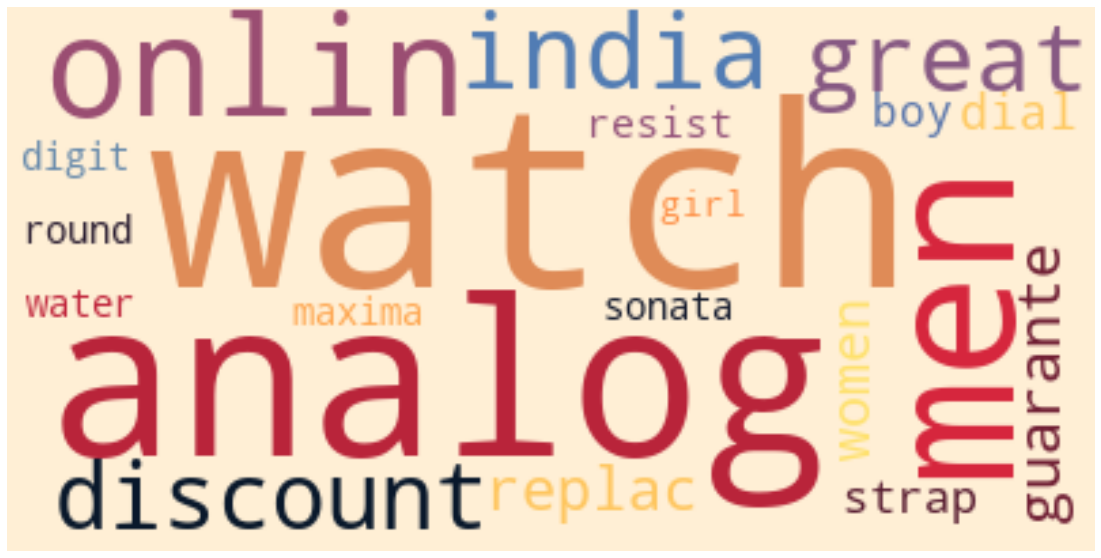 onlin
india
great
boy
dial
resist
digit
watch
girl
round
men
water
maxima
sonata
guarante
analog
women
discount
replac
strap